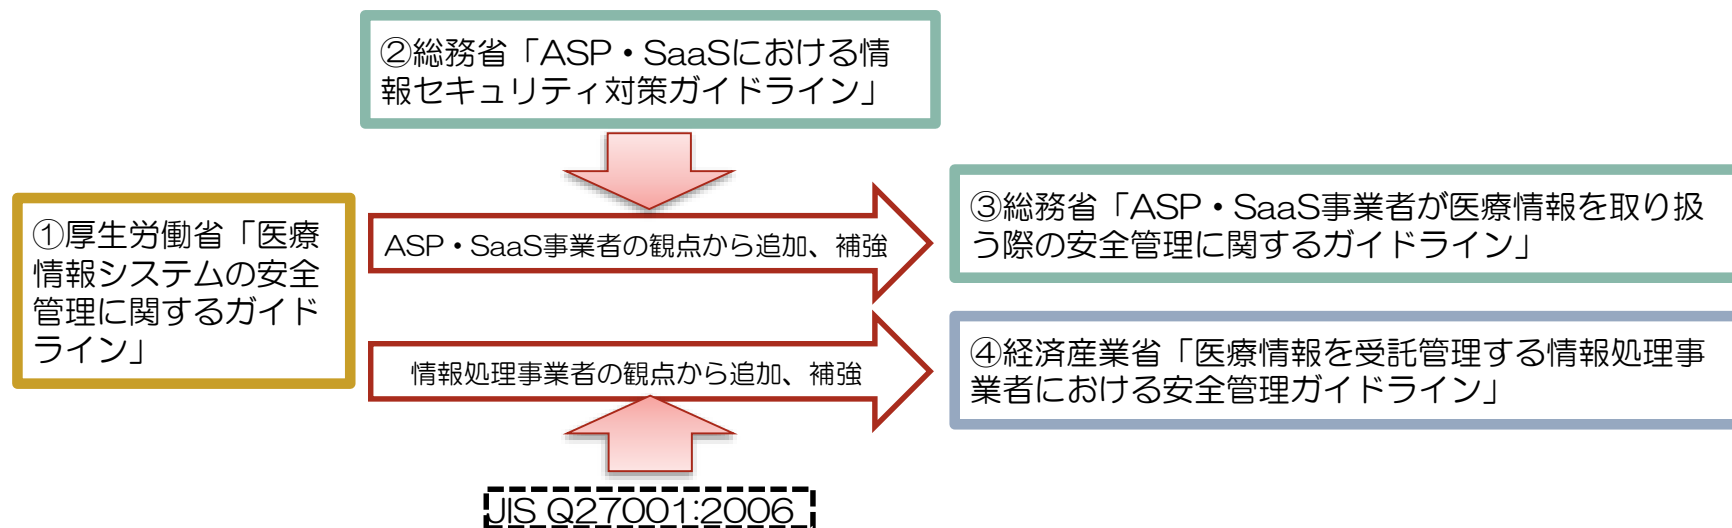 ②総務省「ASP・SaaSにおける情
報セキュリティ対策ガイドライン」
①厚生労働省「医療
情報システムの安全
管理に関するガイド
ライン」
ASP・SaaS事業者の観点から追加、補強
③総務省「ASP・SaaS事業者が医療情報を取り扱
う際の安全管理に関するガイドライン」
情報処理事業者の観点から追加、補強
④経済産業省「医療情報を受託管理する情報処理事
業者における安全管理ガイドライン」
JIS Q27001:2006